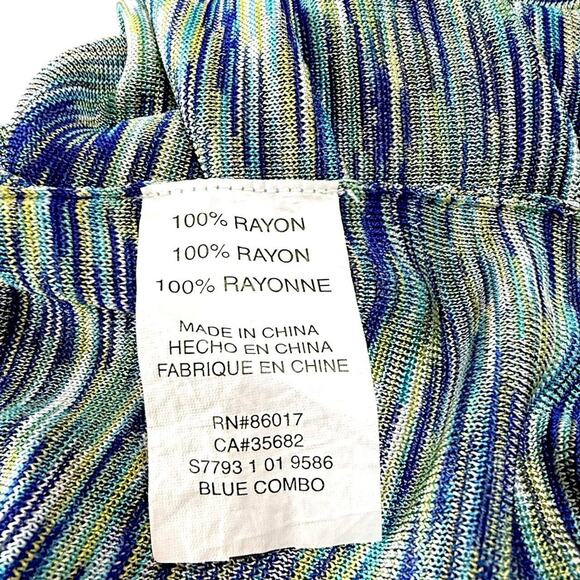 100% RAYON
100% RAYON
100% RAYONNE
MADE IN CHINA
HECHO EN CHINA
FABRIQUE EN CHINE
RN#86017
CA#35682
S7793 1 01 9586
BLUE COMBO